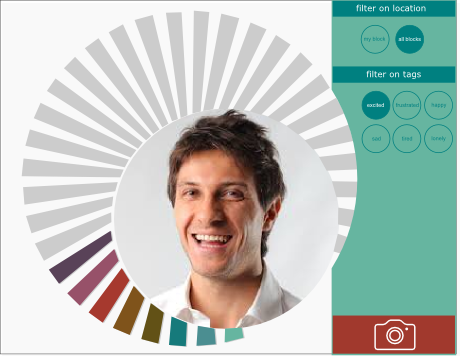 filter on location
my block all blocks
filter on tags
excited frustrated happy
sad tired lonely